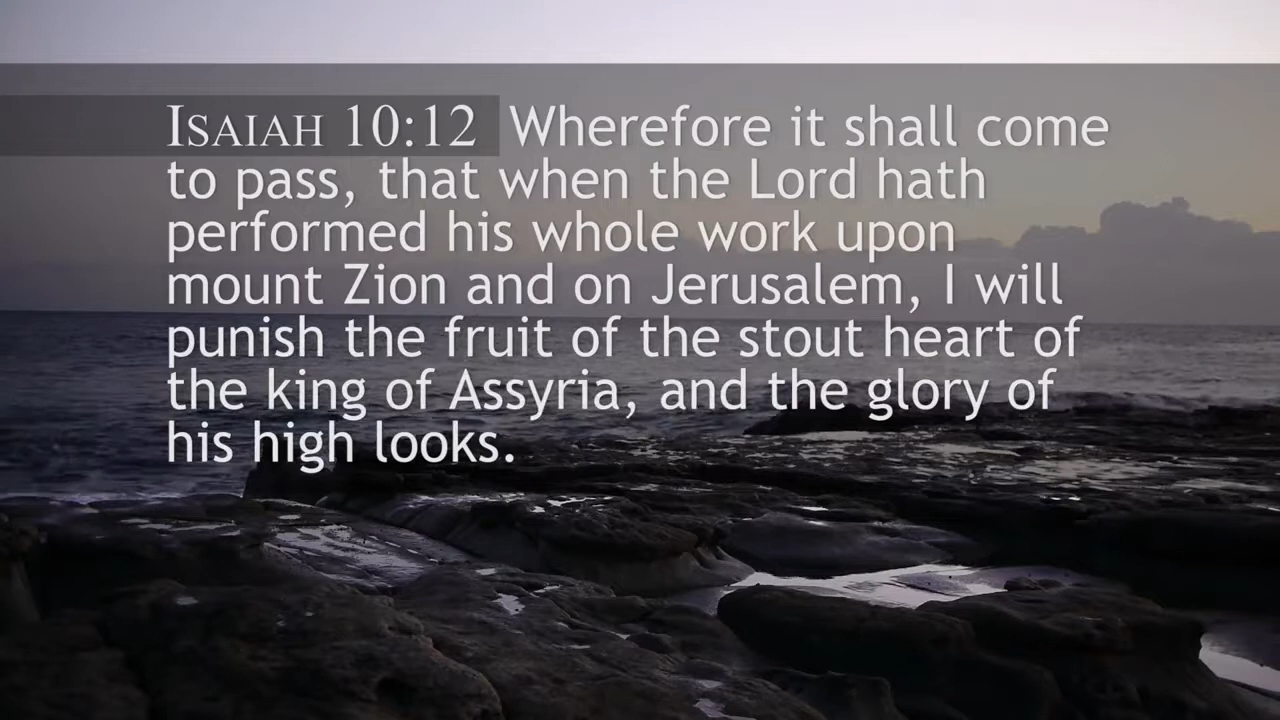 Isaiah 10:12 Wherefore it shall come
to pass, that when the Lord hath
performed his whole work upon
mount Zion and on Jerusalem, I will
punish the fruit of the stout heart of
the king of Assyria, and the glory of
his high looks.